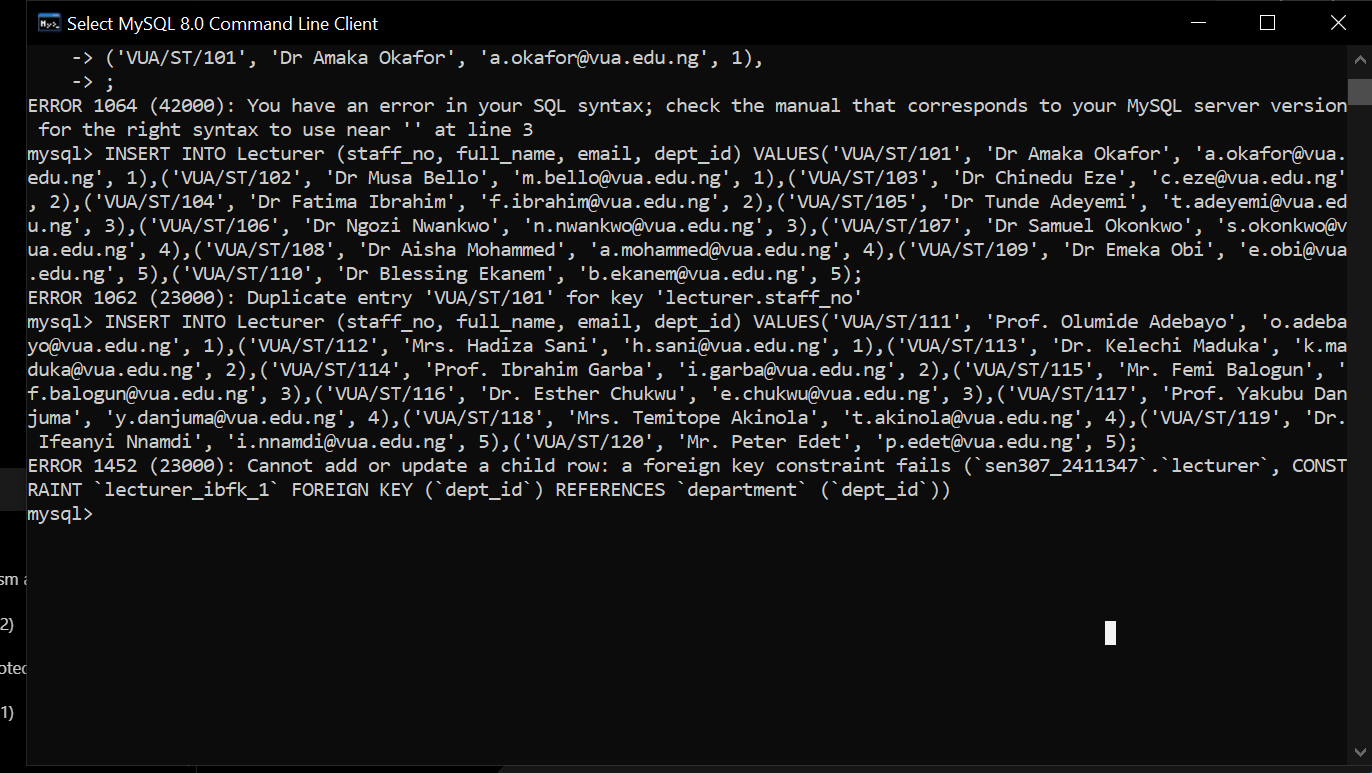 Select MySQL 8.0 Command Line Client
    -> ('VUA/ST/101', 'Dr Amaka Okafor', 'a.okafor@vua.edu.ng', 1),
    -> ;
ERROR 1064 (42000): You have an error in your SQL syntax; check the manual that corresponds to your MySQL server version
 for the right syntax to use near '' at line 3
mysql> INSERT INTO Lecturer (staff_no, full_name, email, dept_id) VALUES('VUA/ST/101', 'Dr Amaka Okafor', 'a.okafor@vua.
edu.ng', 1),('VUA/ST/102', 'Dr Musa Bello', 'm.bello@vua.edu.ng', 1),('VUA/ST/103', 'Dr Chinedu Eze', 'c.eze@vua.edu.ng'
, 2),('VUA/ST/104', 'Dr Fatima Ibrahim', 'f.ibrahim@vua.edu.ng', 2),('VUA/ST/105', 'Dr Tunde Adeyemi', 't.adeyemi@vua.ed
u.ng', 3),('VUA/ST/106', 'Dr Ngozi Nwankwo', 'n.nwankwo@vua.edu.ng', 3),('VUA/ST/107', 'Dr Samuel Okonkwo', 's.okonkwo@v
ua.edu.ng', 4),('VUA/ST/108', 'Dr Aisha Mohammed', 'a.mohammed@vua.edu.ng', 4),('VUA/ST/109', 'Dr Emeka Obi', 'e.obi@vua
.edu.ng', 5),('VUA/ST/110', 'Dr Blessing Ekanem', 'b.ekanem@vua.edu.ng', 5);
ERROR 1062 (23000): Duplicate entry 'VUA/ST/101' for key 'lecturer.staff_no'
mysql> INSERT INTO Lecturer (staff_no, full_name, email, dept_id) VALUES('VUA/ST/111', 'Prof. Olumide Adebayo', 'o.adeba
yo@vua.edu.ng', 1),('VUA/ST/112', 'Mrs. Hadiza Sani', 'h.sani@vua.edu.ng', 1),('VUA/ST/113', 'Dr. Kelechi Maduka', 'k.ma
duka@vua.edu.ng', 2),('VUA/ST/114', 'Prof. Ibrahim Garba', 'i.garba@vua.edu.ng', 2),('VUA/ST/115', 'Mr. Femi Balogun', '
f.balogun@vua.edu.ng', 3),('VUA/ST/116', 'Dr. Esther Chukwu', 'e.chukwu@vua.edu.ng', 3),('VUA/ST/117', 'Prof. Yakubu Dan
juma', 'y.danjuma@vua.edu.ng', 4),('VUA/ST/118', 'Mrs. Temitope Akinola', 't.akinola@vua.edu.ng', 4),('VUA/ST/119', 'Dr.
 Ifeanyi Nnamdi', 'i.nnamdi@vua.edu.ng', 5),('VUA/ST/120', 'Mr. Peter Edet', 'p.edet@vua.edu.ng', 5);
ERROR 1452 (23000): Cannot add or update a child row: a foreign key constraint fails (`sen307_2411347`.`lecturer`, CONST
RAINT `lecturer_ibfk_1` FOREIGN KEY (`dept_id`) REFERENCES `department` (`dept_id`))
mysql>
2)
1)